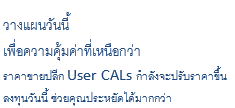 วางแผนวันนี้
เพื่อความคุ้มค่าที่เหนือกว่า
ราคาขายปลีก User CALs กำลังจะปรับราคาขึ้น
ลงทุนวันนี้ ช่วยคุณประหยัดได้มากกว่า